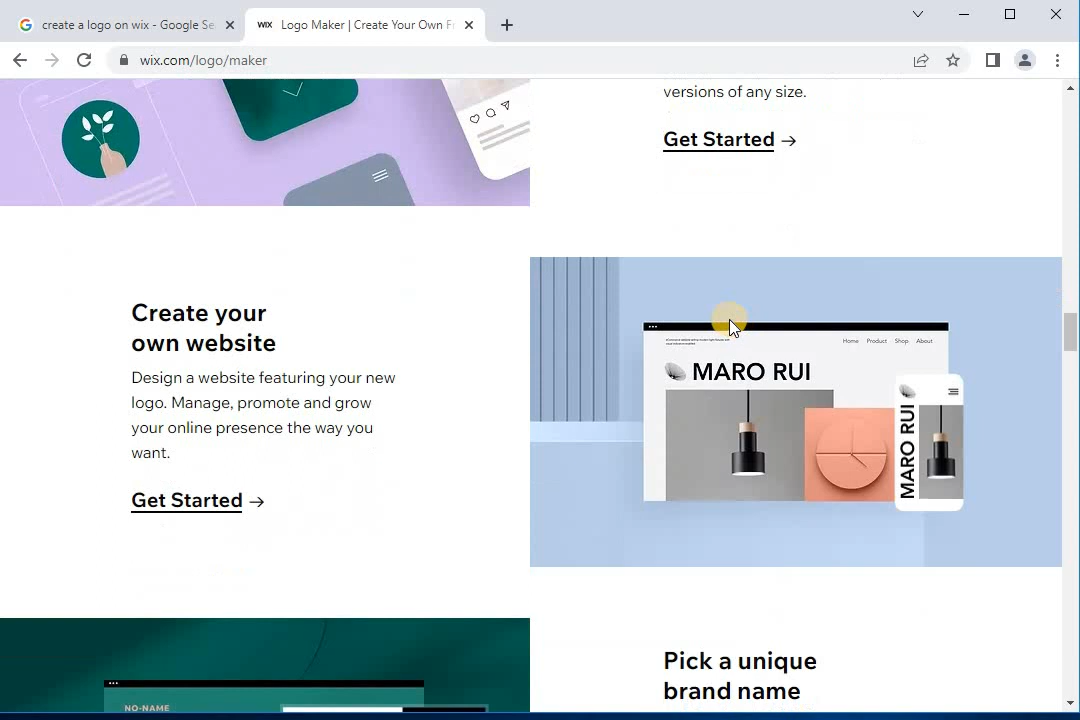 create a logo on wix - Google Se
WIX Logo Maker | Create Your Own F
wix.com/logo/maker
versions of any size.
Get Started →
Create your
own website
Design a website featuring your new
logo. Manage, promote and grow
your online presence the way you
want.
Get Started →
Home Product Shop About
MARO RUI
MARO RUI
Pick a unique
brand name
NO-NAME